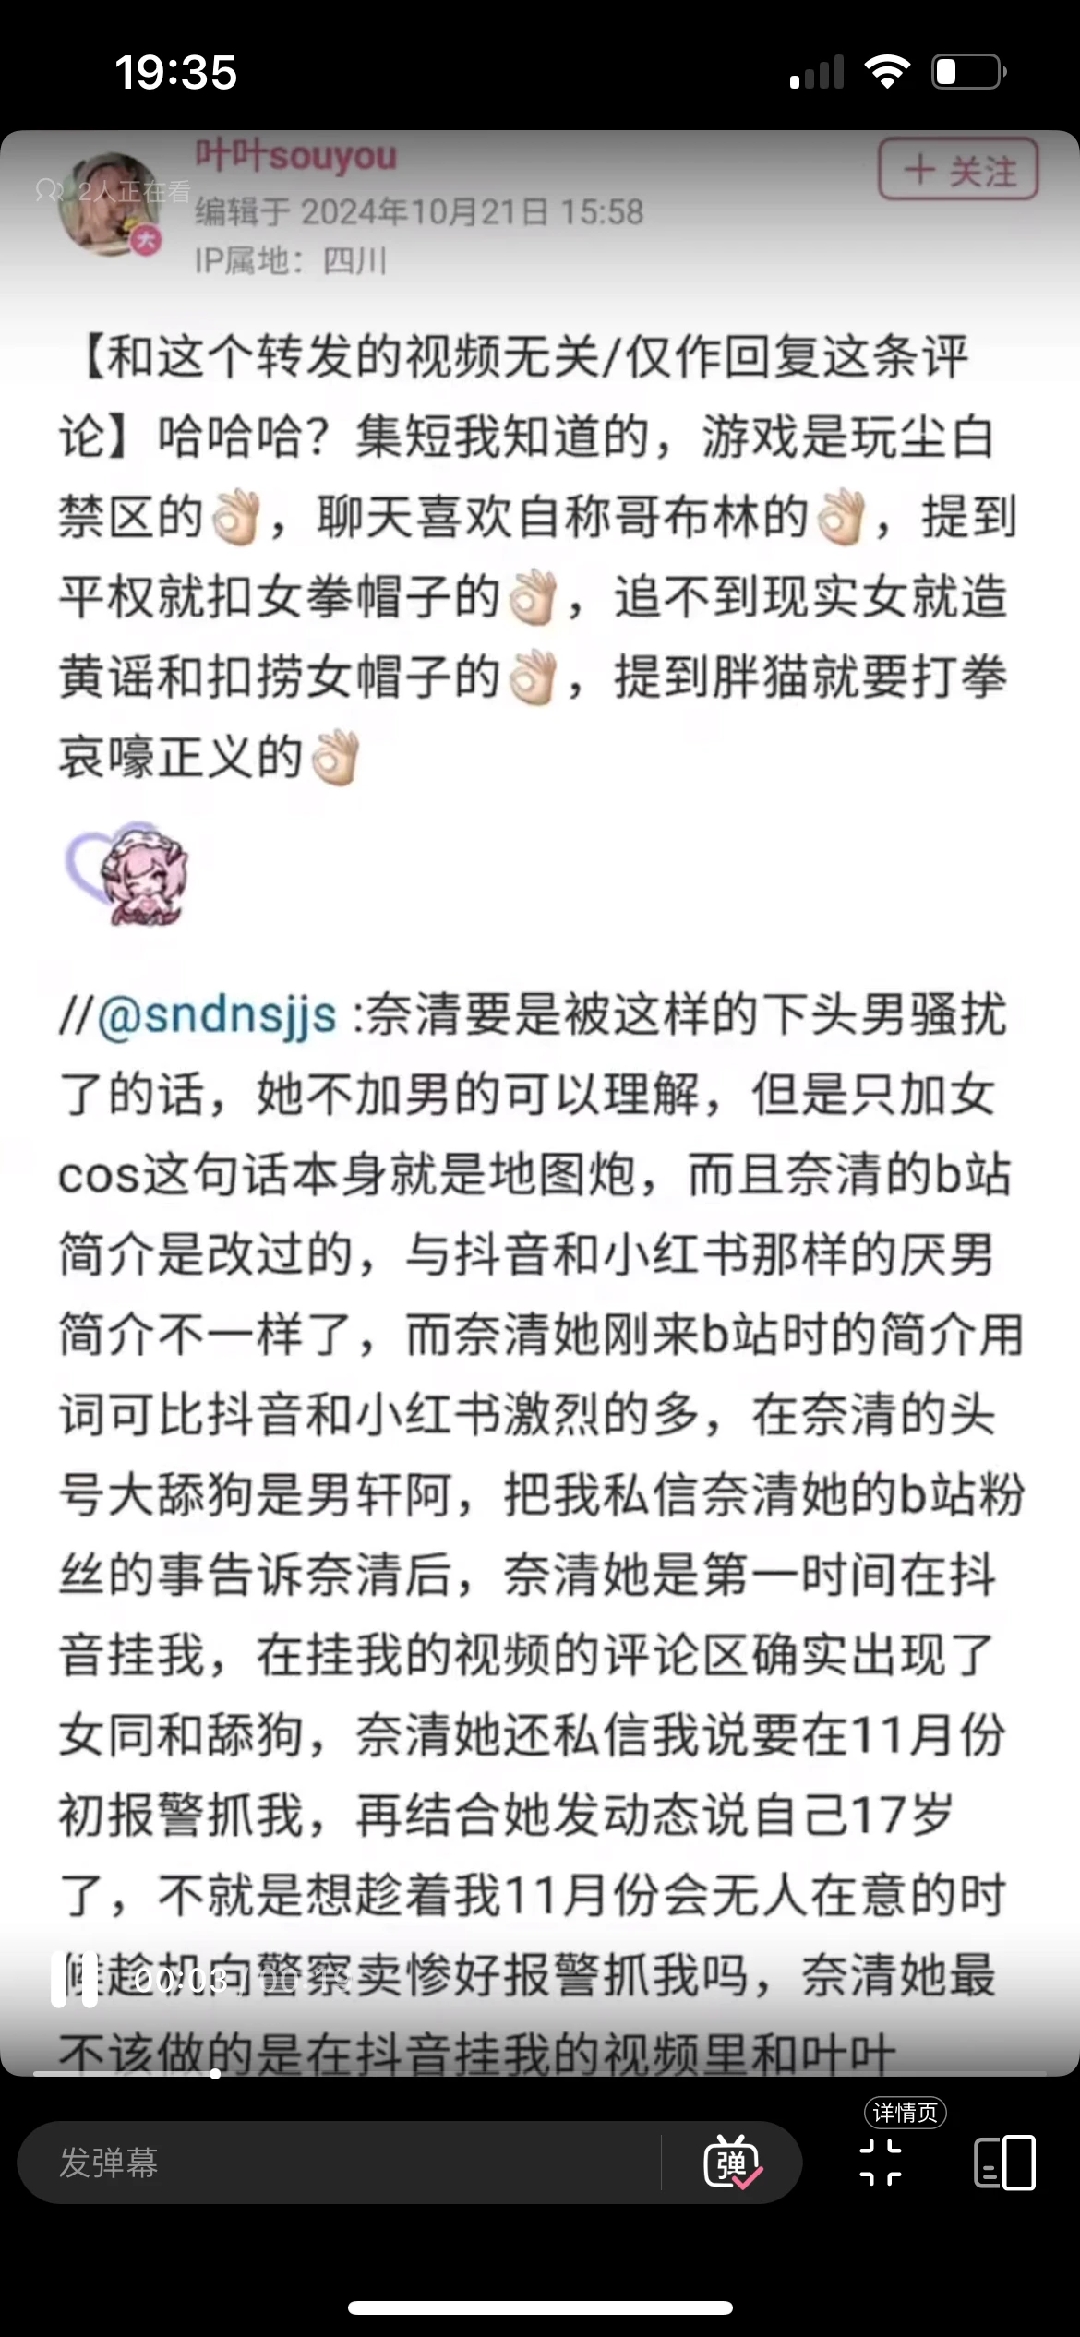 19:35
叶叶souyou
+ 关注
2人正在看
编辑于 2024年10月21日 15:58
IP属地：四川
【和这个转发的视频无关/仅作回复这条评
论】哈哈哈？集短我知道的，游戏是玩尘白
禁区的👌🏻，聊天喜欢自称哥布林的👌🏻，提到
平权就扣女拳帽子的👌🏻，追不到现实女就造
黄谣和扣捞女帽子的👌🏻，提到胖猫就要打拳
哀嚎正义的👌🏻
//@sndnsjjs :奈清要是被这样的下头男骚扰
了的话，她不加男的可以理解，但是只加女
cos这句话本身就是地图炮，而且奈清的b站
简介是改过的，与抖音和小红书那样的厌男
简介不一样了，而奈清她刚来b站时的简介用
词可比抖音和小红书激烈的多，在奈清的头
号大舔狗是男轩阿，把我私信奈清她的b站粉
丝的事告诉奈清后，奈清她是第一时间在抖
音挂我，在挂我的视频的评论区确实出现了
女同和舔狗，奈清她还私信我说要在11月份
初报警抓我，再结合她发动态说自己17岁
了，不就是想趁着我11月份会无人在意的时
候趁机向警察卖惨好报警抓我吗，奈清她最
00:03 / 00:19
不该做的是在抖音挂我的视频里和叶叶
详情页
发弹幕
弹